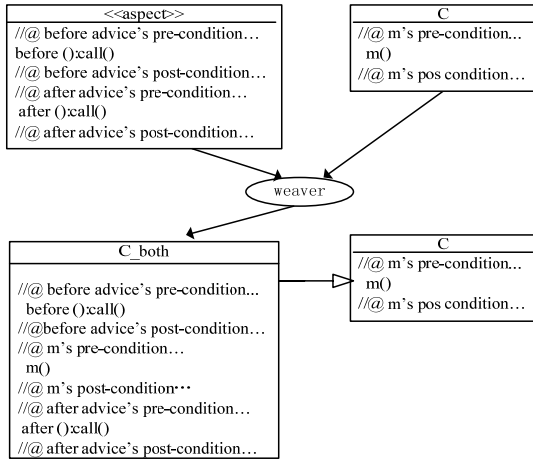 <<aspect>>
//@ before advice's pre-condition…
before ():call()
//@ before advice's post-condition…
//@ after advice's pre-condition…
after ():call()
//@ after advice's post-condition…
C
//@ m's pre-condition...
m()
//@ m's pos condition…
weaver
C_both
//@ before advice's pre-condition...
before ():call()
//@before advice's post-condition…
//@ m's pre-condition…
m()
//@ m's post-condition⋯
//@ after advice's pre-condition…
after ():call()
//@ after advice's post-condition…
C
//@ m's pre-condition...
m()
//@ m's pos condition…